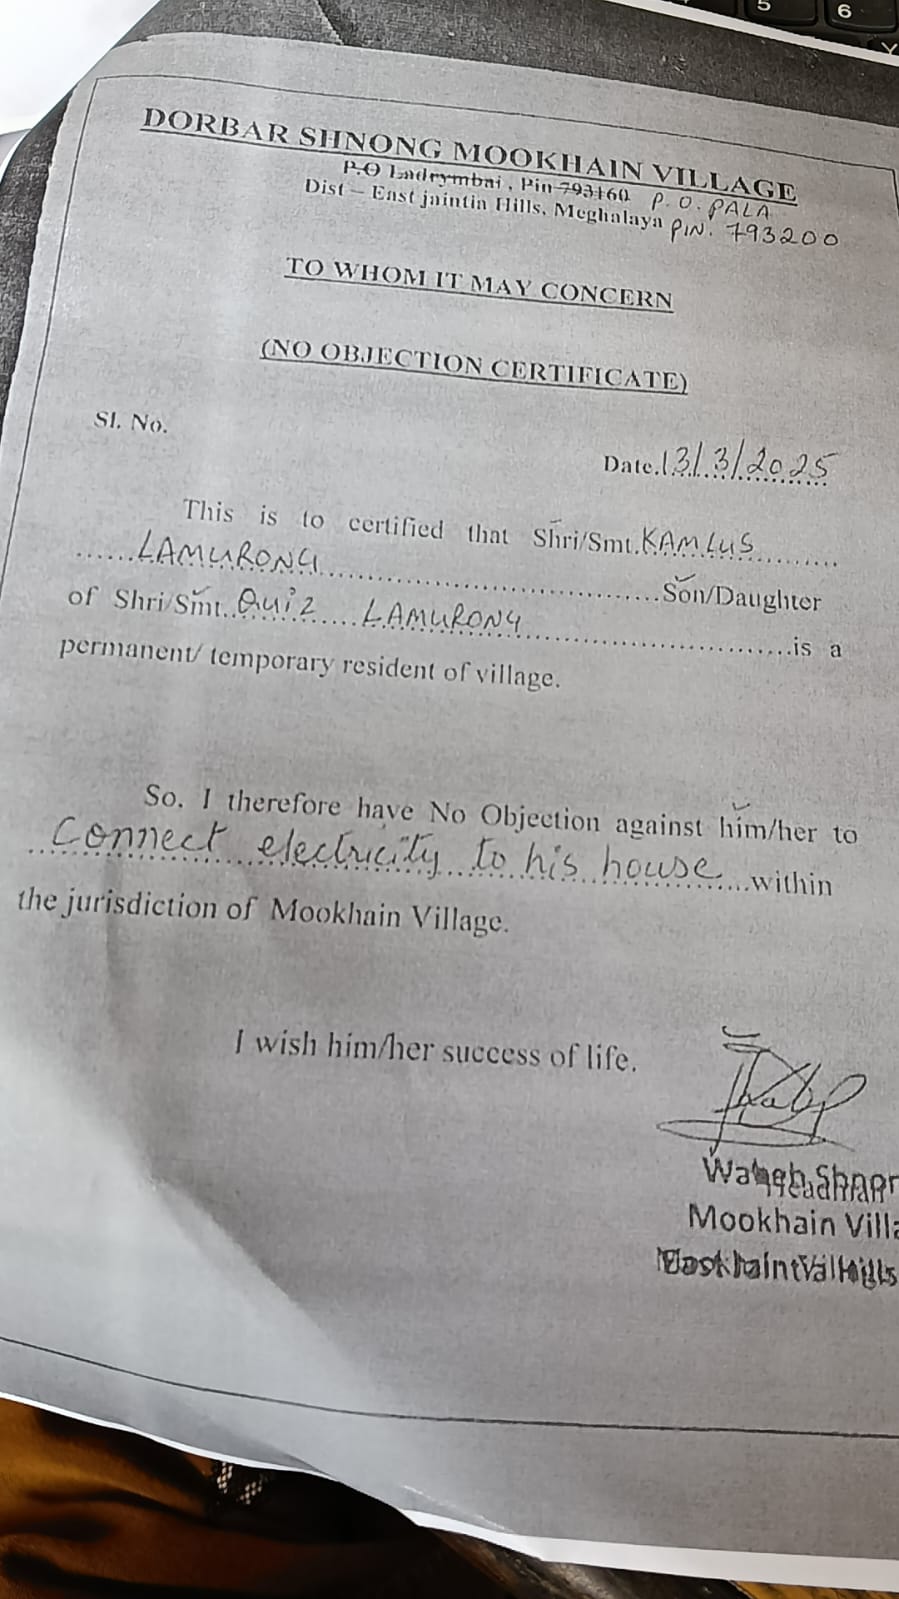 5
6
Y
DORBAR SHNONG MOOKHAIN VILLAGE
P.O Ladrymbai , Pin-793160 P.O. PALA
Dist – East jaintia Hills, Meghalaya PIN. 793200
TO WHOM IT MAY CONCERN
(NO OBJECTION CERTIFICATE)
Sl. No.
Date.13/3/2025
This is to certified that Shri/Smt.KAMLUS
LAMURONG Son/Daughter
of Shri/Smt. QUIZ LAMURONG is a
permanent/ temporary resident of village.
So, I therefore have No Objection against him/her to
Connect electricity to his house within
the jurisdiction of Mookhain Village.
I wish him/her success of life.
Mookhain Villa